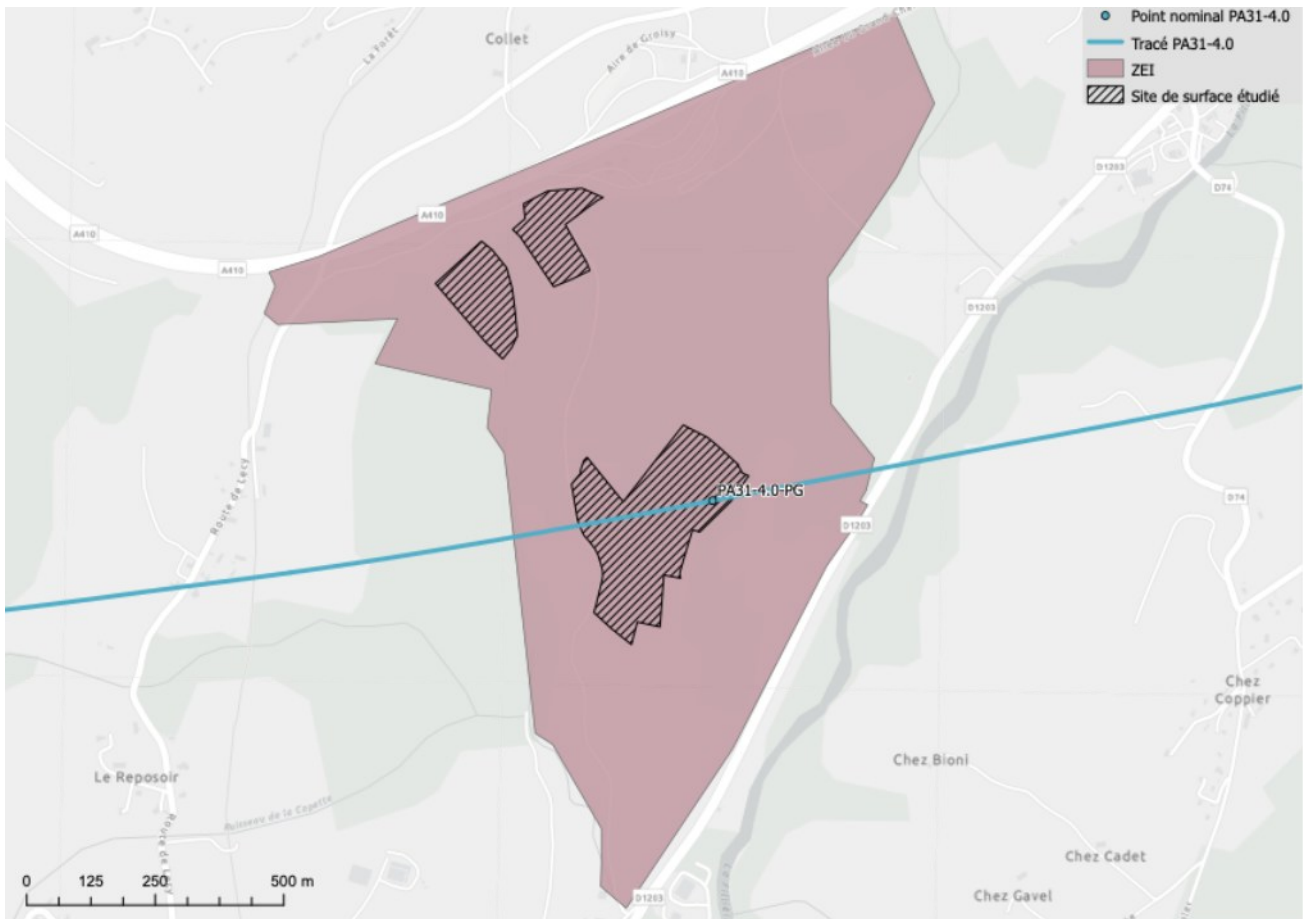 Point nominal PA31-4.0
Tracé PA31-4.0
ZEI
Site de surface étudié
Collet
La Forêt
Aire de Groisy
A410
A410
A410
A410
D1203
D74
D1203
PA31-4.0-PG
D74
D1203
Route de Lecy
Chez
Coppier
Chez Bioni
Le Reposoir
Ruisseau de la Capette
Chez Cadet
Chez Gavel
D1203
0 125 250 500 m